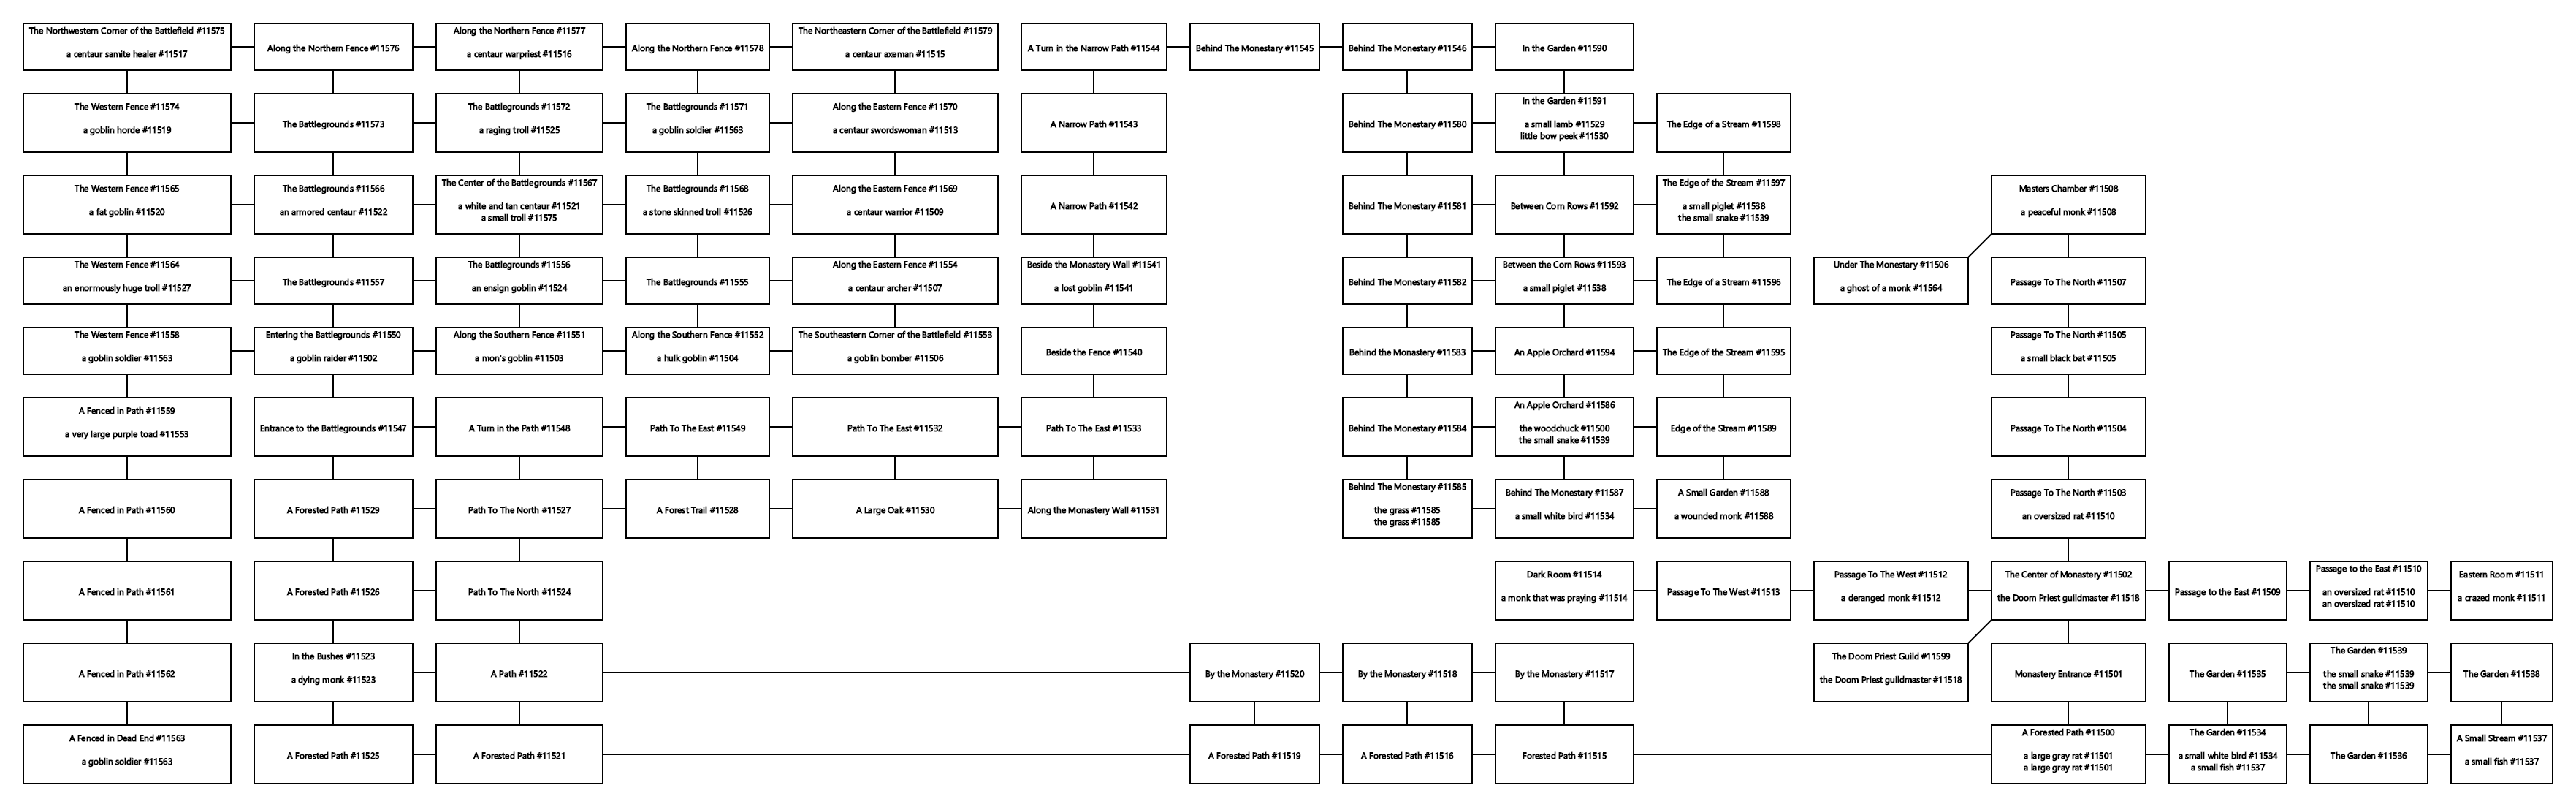 The Northwestern Corner of the Battlefield #11575
a centaur samite healer #11517
Along the Northern Fence #11576
Along the Northern Fence #11577
a centaur warpriest #11516
Along the Northern Fence #11578
The Northeastern Corner of the Battlefield #11579
a centaur axeman #11515
A Turn in the Narrow Path #11544
Behind The Monestary #11545
Behind The Monestary #11546
In the Garden #11590
The Western Fence #11574
a goblin horde #11519
The Battlegrounds #11573
The Battlegrounds #11572
a raging troll #11525
The Battlegrounds #11571
a goblin soldier #11563
Along the Eastern Fence #11570
a centaur swordswoman #11513
A Narrow Path #11543
Behind The Monestary #11580
In the Garden #11591
a small lamb #11529
little bow peek #11530
The Edge of a Stream #11598
The Western Fence #11565
a fat goblin #11520
The Battlegrounds #11566
an armored centaur #11522
The Center of the Battlegrounds #11567
a white and tan centaur #11521
a small troll #11575
The Battlegrounds #11568
a stone skinned troll #11526
Along the Eastern Fence #11569
a centaur warrior #11509
A Narrow Path #11542
Behind The Monestary #11581
Between Corn Rows #11592
The Edge of the Stream #11597
a small piglet #11538
the small snake #11539
Masters Chamber #11508
a peaceful monk #11508
The Western Fence #11564
an enormously huge troll #11527
The Battlegrounds #11557
The Battlegrounds #11556
an ensign goblin #11524
The Battlegrounds #11555
Along the Eastern Fence #11554
a centaur archer #11507
Beside the Monastery Wall #11541
a lost goblin #11541
Behind The Monestary #11582
Between the Corn Rows #11593
a small piglet #11538
The Edge of a Stream #11596
Under The Monestary #11506
a ghost of a monk #11564
Passage To The North #11507
The Western Fence #11558
a goblin soldier #11563
Entering the Battlegrounds #11550
a goblin raider #11502
Along the Southern Fence #11551
a mon's goblin #11503
Along the Southern Fence #11552
a hulk goblin #11504
The Southeastern Corner of the Battlefield #11553
a goblin bomber #11506
Beside the Fence #11540
Behind the Monastery #11583
An Apple Orchard #11594
The Edge of the Stream #11595
Passage To The North #11505
a small black bat #11505
A Fenced in Path #11559
a very large purple toad #11553
Entrance to the Battlegrounds #11547
A Turn in the Path #11548
Path To The East #11549
Path To The East #11532
Path To The East #11533
Behind The Monestary #11584
An Apple Orchard #11586
the woodchuck #11500
the small snake #11539
Edge of the Stream #11589
Passage To The North #11504
A Fenced in Path #11560
A Forested Path #11529
Path To The North #11527
A Forest Trail #11528
A Large Oak #11530
Along the Monastery Wall #11531
Behind The Monestary #11585
the grass #11585
the grass #11585
Behind The Monestary #11587
a small white bird #11534
A Small Garden #11588
a wounded monk #11588
Passage To The North #11503
an oversized rat #11510
A Fenced in Path #11561
A Forested Path #11526
Path To The North #11524
Dark Room #11514
a monk that was praying #11514
Passage To The West #11513
Passage To The West #11512
a deranged monk #11512
The Center of Monastery #11502
the Doom Priest guildmaster #11518
Passage to the East #11509
Passage to the East #11510
an oversized rat #11510
an oversized rat #11510
Eastern Room #11511
a crazed monk #11511
A Fenced in Path #11562
In the Bushes #11523
a dying monk #11523
A Path #11522
By the Monastery #11520
By the Monastery #11518
By the Monastery #11517
The Doom Priest Guild #11599
the Doom Priest guildmaster #11518
Monastery Entrance #11501
The Garden #11535
The Garden #11539
the small snake #11539
the small snake #11539
The Garden #11538
A Fenced in Dead End #11563
a goblin soldier #11563
A Forested Path #11525
A Forested Path #11521
A Forested Path #11519
A Forested Path #11516
Forested Path #11515
A Forested Path #11500
a large gray rat #11501
a large gray rat #11501
The Garden #11534
a small white bird #11534
a small fish #11537
The Garden #11536
A Small Stream #11537
a small fish #11537